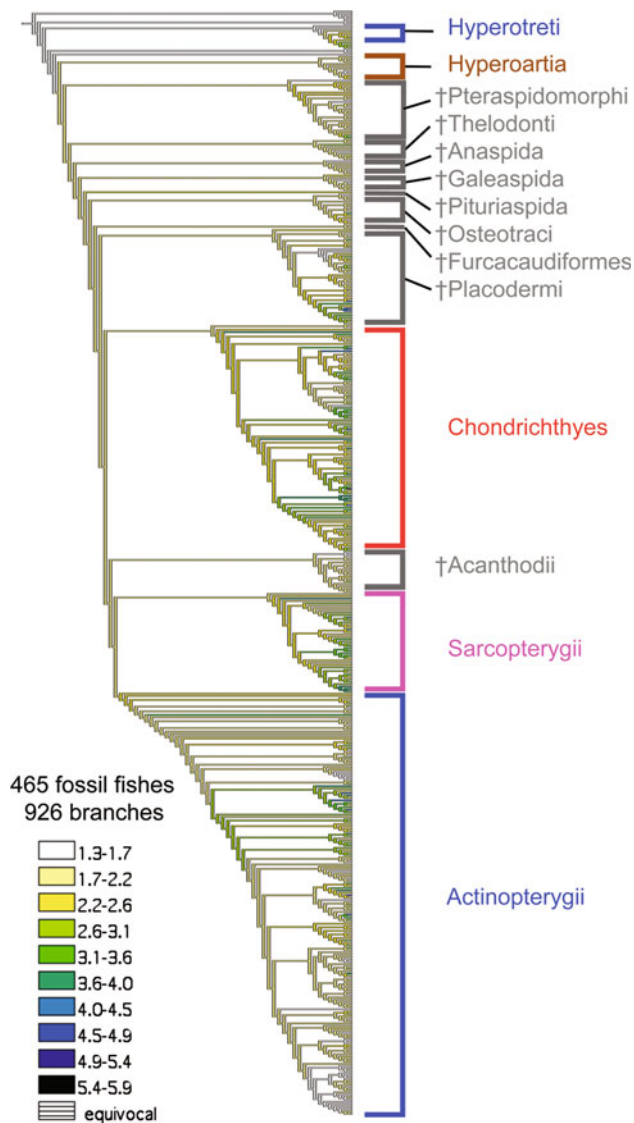 Hyperotreti
Hyperoartia
†Pteraspidomorphi
†Thelodonti
†Anaspida
†Galeaspida
†Pituriaspida
†Osteotraci
†Furcacaudiformes
†Placodermi
Chondrichthyes
†Acanthodii
Sarcopterygii
Actinopterygii
465 fossil fishes
926 branches
1.3-1.7
1.7-2.2
2.2-2.6
2.6-3.1
3.1-3.6
3.6-4.0
4.0-4.5
4.5-4.9
4.9-5.4
5.4-5.9
equivocal